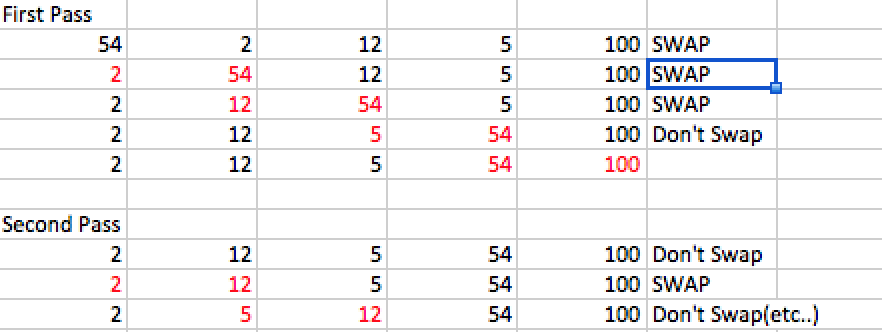 First Pass
54 2 12 5 100 SWAP
2 54 12 5 100 SWAP
2 12 54 5 100 SWAP
2 12 5 54 100 Don't Swap
2 12 5 54 100
Second Pass
2 12 5 54 100 Don't Swap
2 12 5 54 100 SWAP
2 5 12 54 100 Don't Swap(etc..)